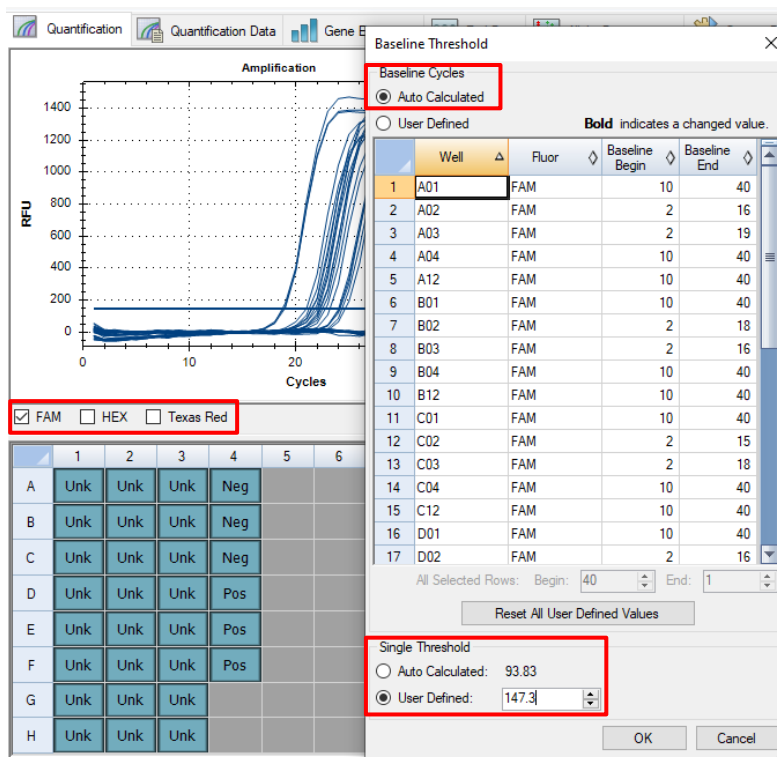 Quantification
Quantification Data
Gene E
Amplification
1400
1200
1000
800
600
400
200
0
RFU
0
10
20
Cycles
FAM
HEX
Texas Red
1 2 3 4 5 6
A Unk Unk Unk Neg
B Unk Unk Unk Neg
C Unk Unk Unk Neg
D Unk Unk Unk Pos
E Unk Unk Unk Pos
F Unk Unk Unk Pos
G Unk Unk Unk
H Unk Unk Unk
Baseline Threshold
Baseline Cycles
Auto Calculated
User Defined
Bold indicates a changed value.
Well Fluor Baseline Begin Baseline End
1 A01 FAM 10 40
2 A02 FAM 2 16
3 A03 FAM 2 19
4 A04 FAM 10 40
5 A12 FAM 10 40
6 B01 FAM 10 40
7 B02 FAM 2 18
8 B03 FAM 2 16
9 B04 FAM 10 40
10 B12 FAM 10 40
11 C01 FAM 10 40
12 C02 FAM 2 15
13 C03 FAM 2 18
14 C04 FAM 10 40
15 C12 FAM 10 40
16 D01 FAM 10 40
17 D02 FAM 2 16
All Selected Rows: Begin: 40 End: 1
Reset All User Defined Values
Single Threshold
Auto Calculated: 93.83
User Defined: 147.3
OK
Cancel